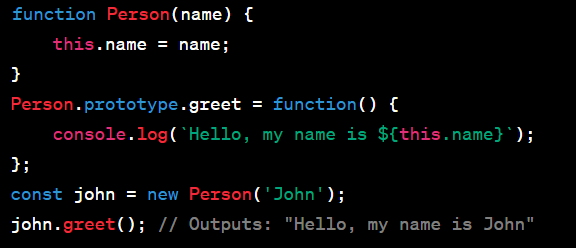 function Person(name) {
    this.name = name;
}
Person.prototype.greet = function() {
    console.log(`Hello, my name is ${this.name}`);
};
const john = new Person('John');
john.greet(); // Outputs: "Hello, my name is John"